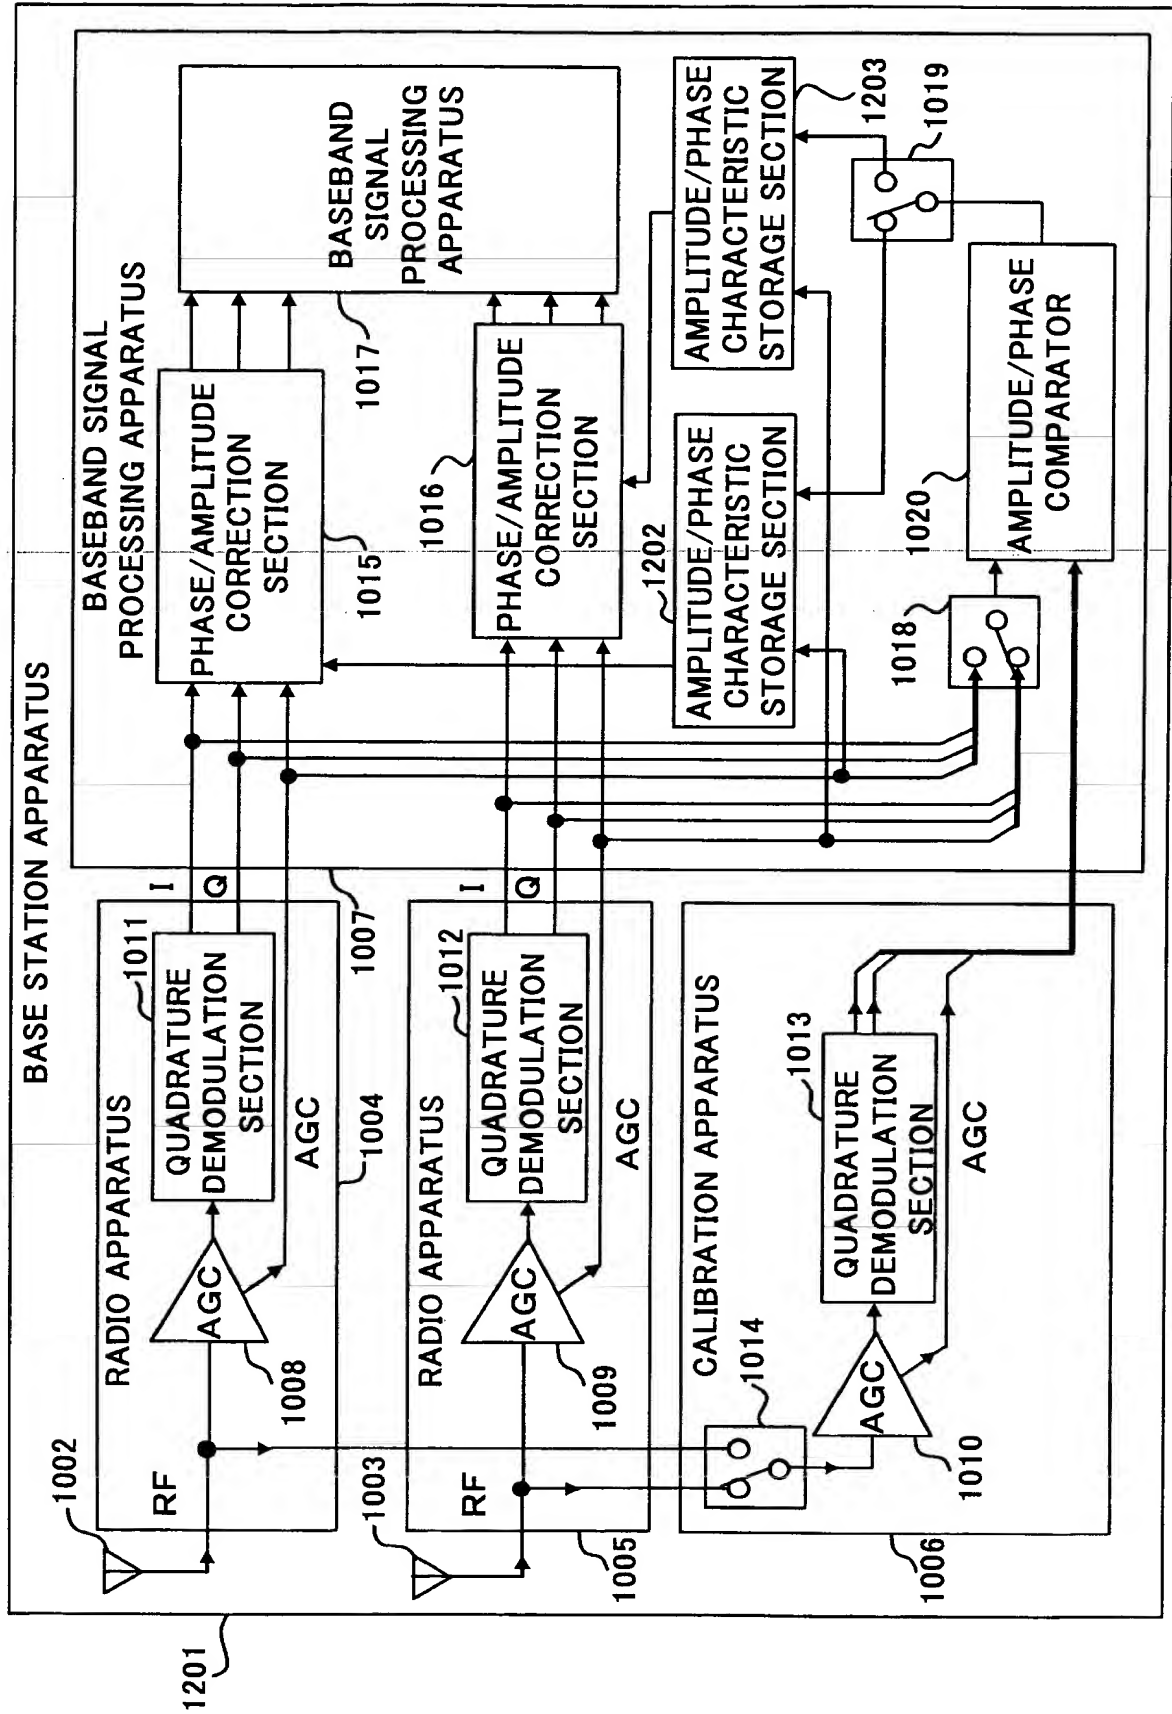 BASE STATION APPARATUS
1201
1002
RF
RADIO APPARATUS
AGC
1008
QUADRATURE
DEMODULATION
SECTION
1011
AGC
1004
I
Q
1003
RF
RADIO APPARATUS
AGC
1009
QUADRATURE
DEMODULATION
SECTION
1012
AGC
1005
I
Q
1007
CALIBRATION APPARATUS
1014
AGC
1010
QUADRATURE
DEMODULATION
SECTION
1013
AGC
1006
BASEBAND SIGNAL
PROCESSING APPARATUS
PHASE/AMPLITUDE
CORRECTION
SECTION
1015
BASEBAND
SIGNAL
PROCESSING
APPARATUS
1017
1016
PHASE/AMPLITUDE
CORRECTION
SECTION
1202
AMPLITUDE/PHASE
CHARACTERISTIC
STORAGE SECTION
AMPLITUDE/PHASE
CHARACTERISTIC
STORAGE SECTION
1203
1019
1018
1020
AMPLITUDE/PHASE
COMPARATOR